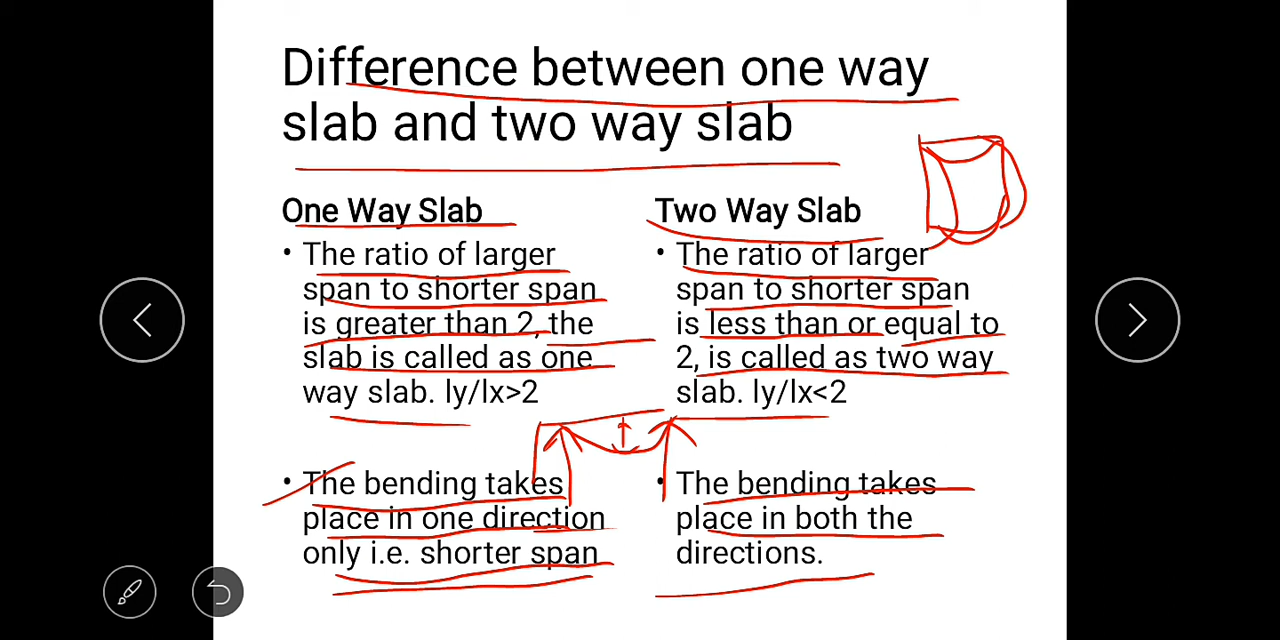 Difference between one way
slab and two way slab
One Way Slab
• The ratio of larger
span to shorter span
is greater than 2, the
slab is called as one
way slab. ly/lx>2
• The bending takes
place in one direction
only i.e. shorter span
Two Way Slab
• The ratio of larger
span to shorter span
is less than or equal to
2, is called as two way
slab. ly/lx<2
• The bending takes
place in both the
directions.